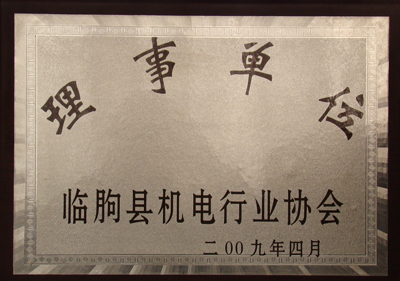 理事单位
临朐县机电行业协会
二00九年四月